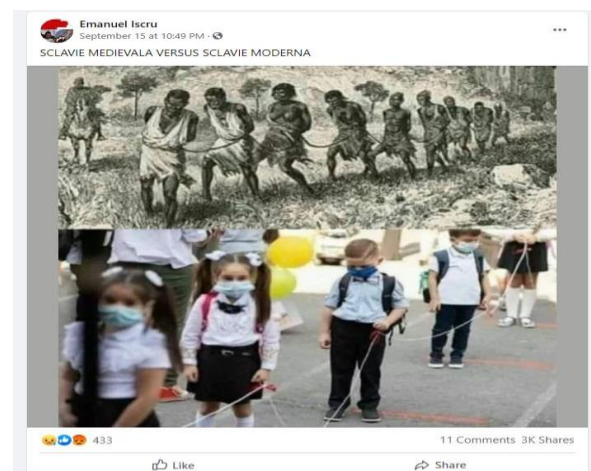 Emanuel Iscru
September 15 at 10:49 PM ·
SCLAVIE MEDIEVALA VERSUS SCLAVIE MODERNA
433
11 Comments 3K Shares
Like
Share